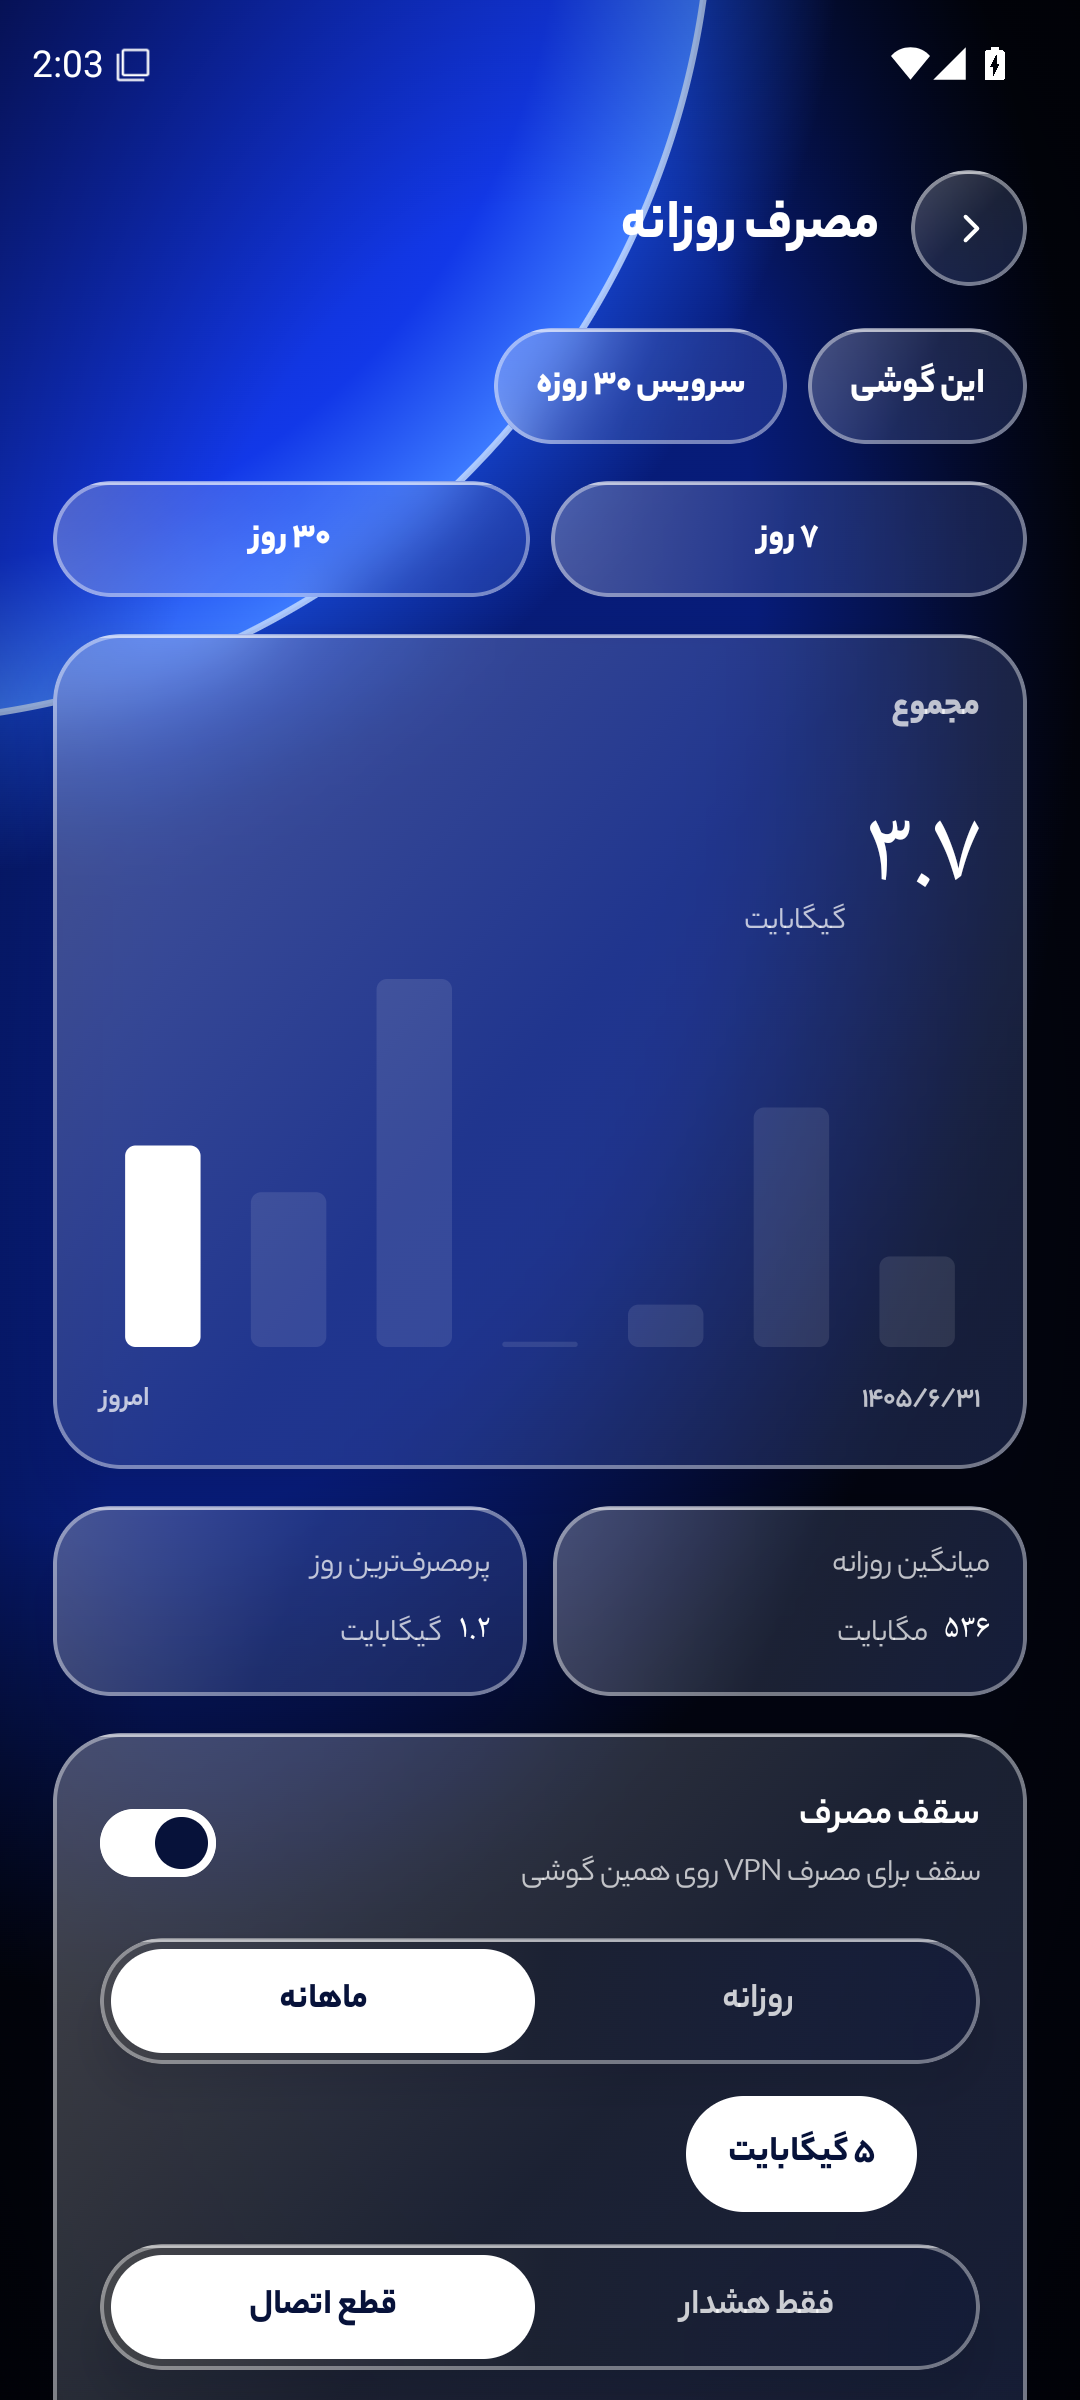 2:03
مصرف روزانه
این گوشی
سرویس ۳۰ روزه
۷ روز
۳۰ روز
مجموع
۳.۷
گیگابایت
۱۴۰۵/۶/۳۱
امروز
میانگین روزانه
۵۳۶ مگابایت
پرمصرف‌ترین روز
۱.۲ گیگابایت
سقف مصرف
سقف برای مصرف VPN روی همین گوشی
روزانه
ماهانه
۵ گیگابایت
فقط هشدار
قطع اتصال